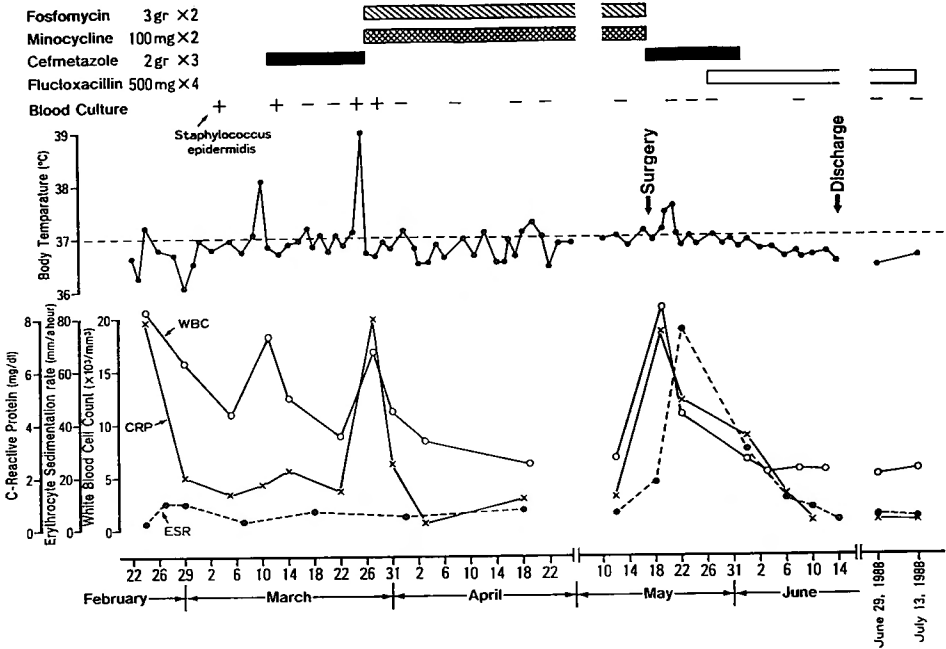 Fosfomycin 3gr ×2
Minocycline 100mg ×2
Cefmetazole 2gr ×3
Flucloxacillin 500mg ×4
Blood Culture + + − − + + − − − − − − − − − −
Staphylococcus
epidermidis
Surgery
Discharge
Body Temparature (°C)
39
38
37
36
C-Reactive Protein (mg/dl)
8
6
4
2
0
Erythrocyte Sedimentation rate (mm/a hour)
80
60
40
20
0
White Blood Cell Count (×10³/mm³)
20
15
10
5
0
WBC
CRP
ESR
22 26 29 2 6 10 14 18 22 26 31 2 6 10 14 18 22 10 14 18 22 26 31 2 6 10 14
February March April May June
June 29, 1988
July 13, 1988